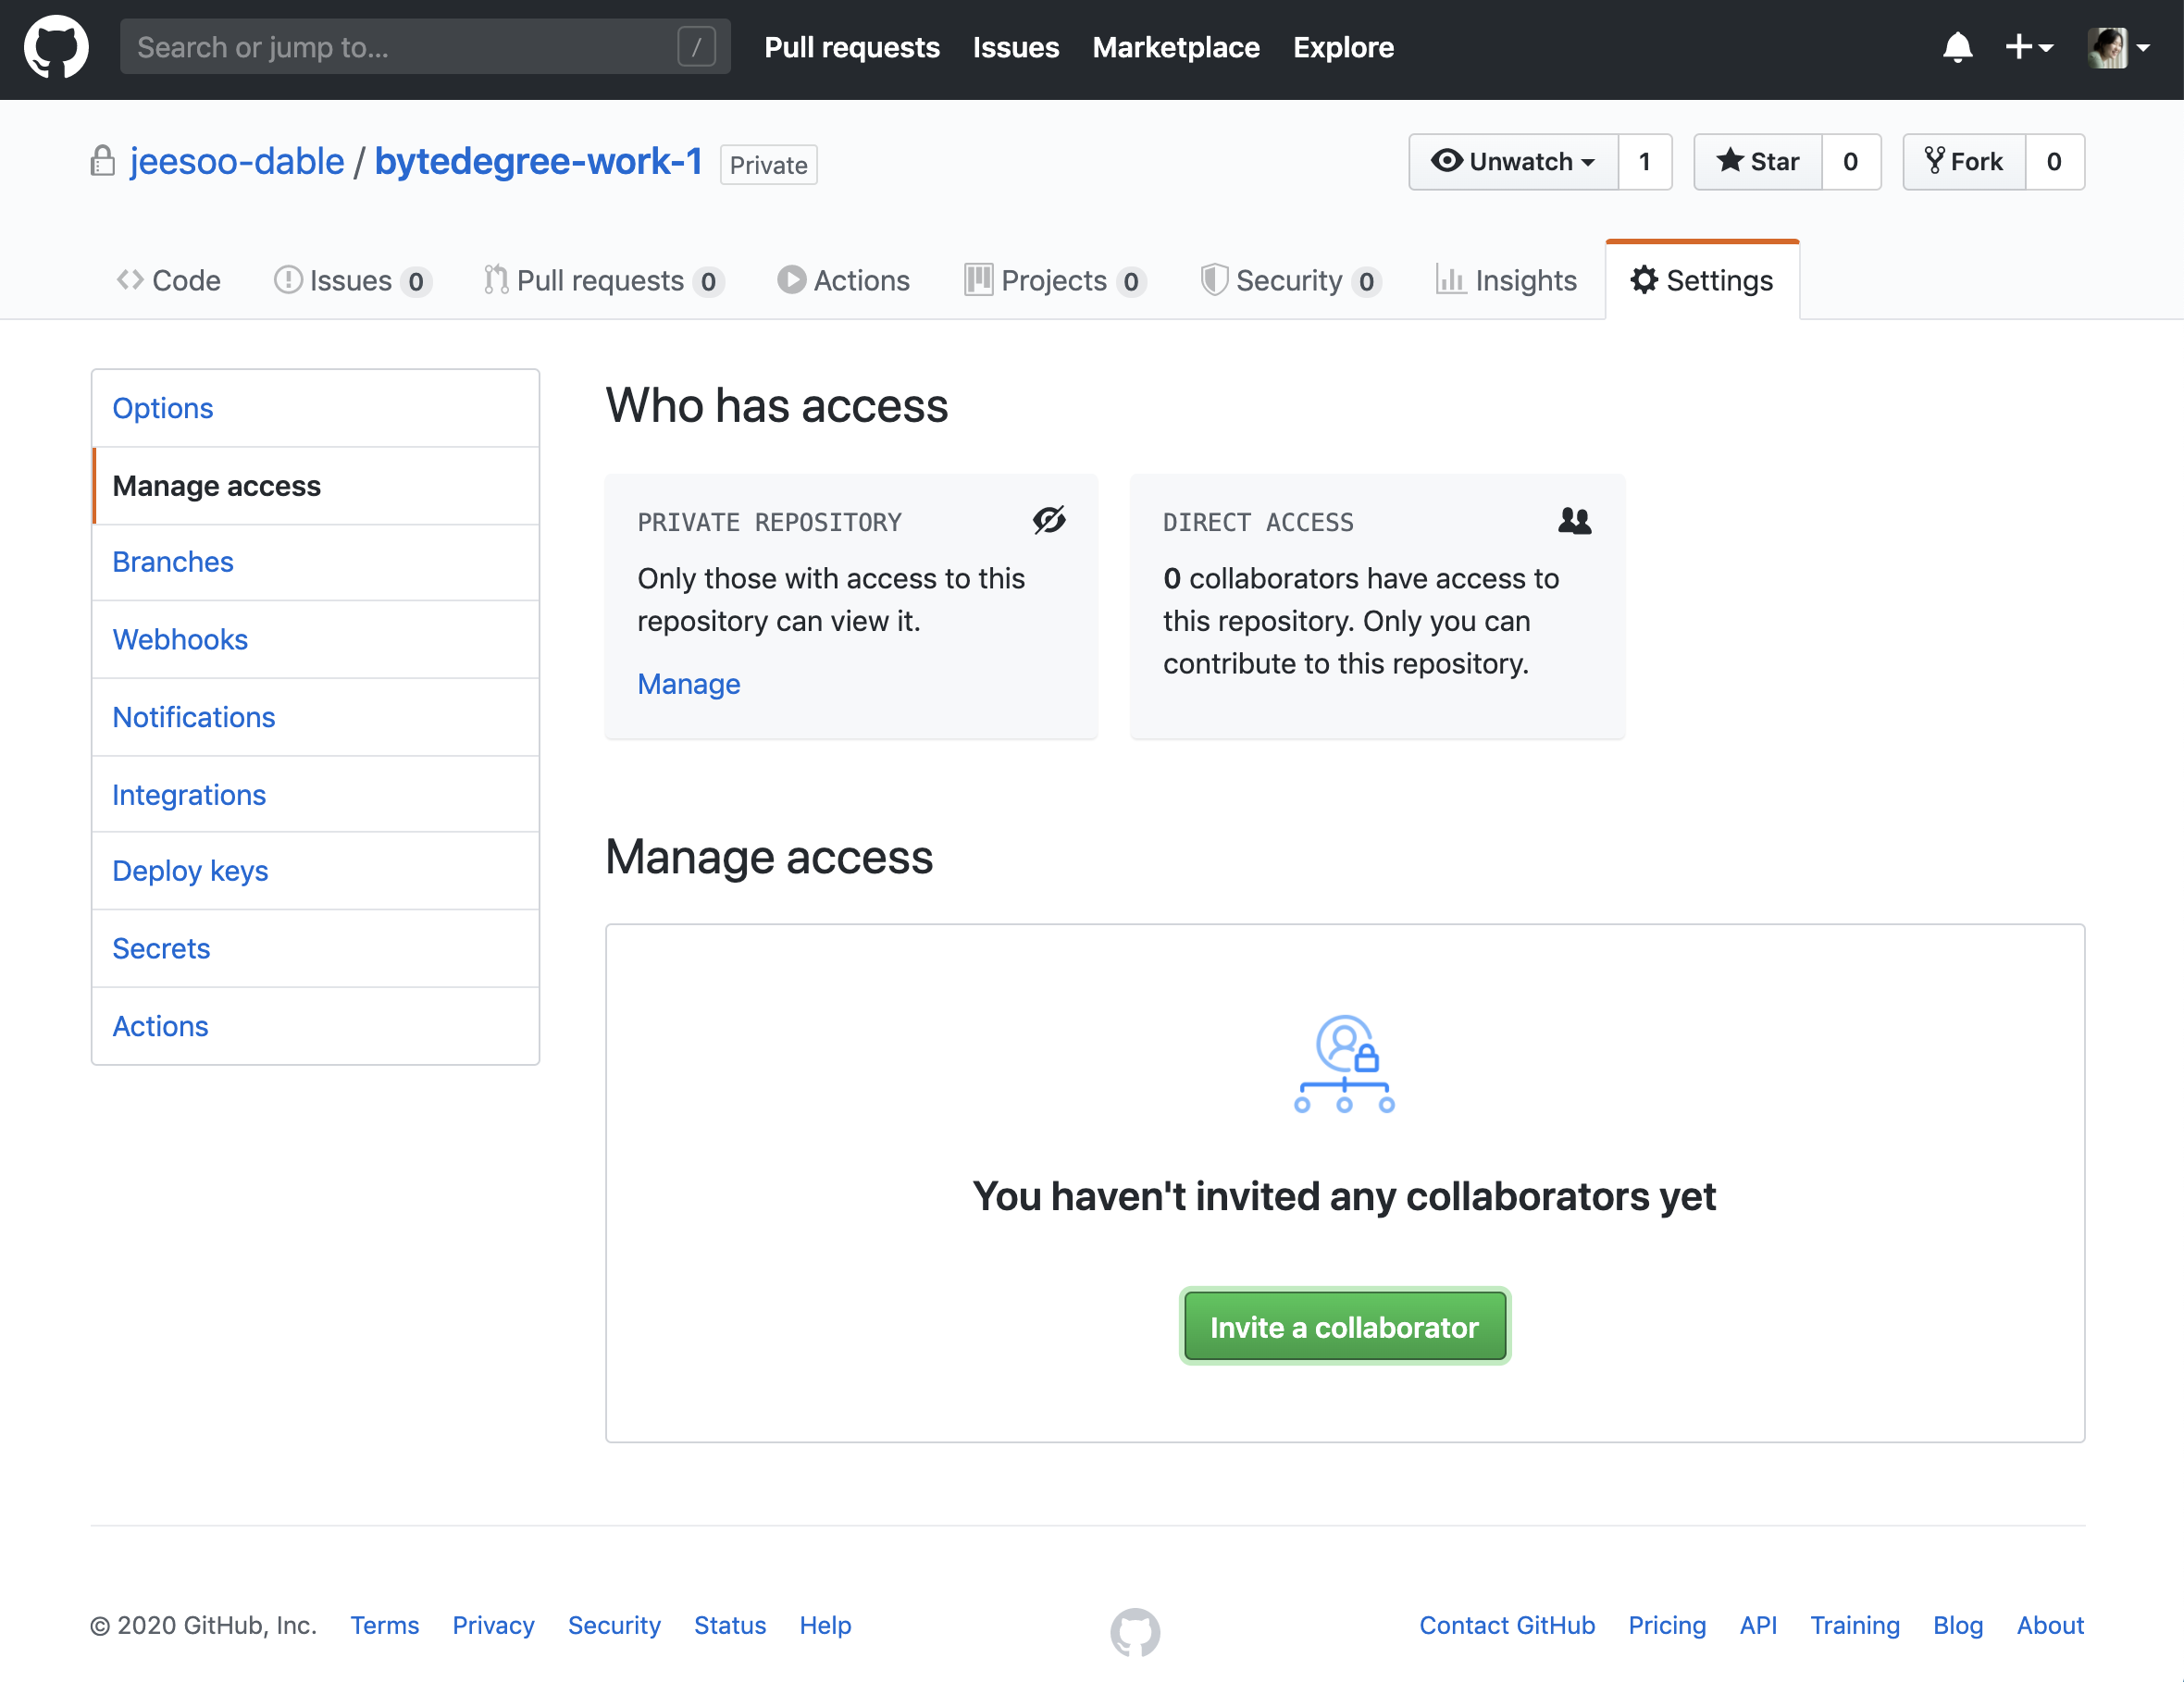 Search or jump to...
/
Pull requests
Issues
Marketplace
Explore
jeesoo-dable / bytedegree-work-1
Private
Unwatch 1
Star 0
Fork 0
Code
Issues 0
Pull requests 0
Actions
Projects 0
Security 0
Insights
Settings
Options
Manage access
Branches
Webhooks
Notifications
Integrations
Deploy keys
Secrets
Actions
Who has access
PRIVATE REPOSITORY
Only those with access to this
repository can view it.
Manage
DIRECT ACCESS
0 collaborators have access to
this repository. Only you can
contribute to this repository.
Manage access
You haven't invited any collaborators yet
Invite a collaborator
© 2020 GitHub, Inc.
Terms
Privacy
Security
Status
Help
Contact GitHub
Pricing
API
Training
Blog
About